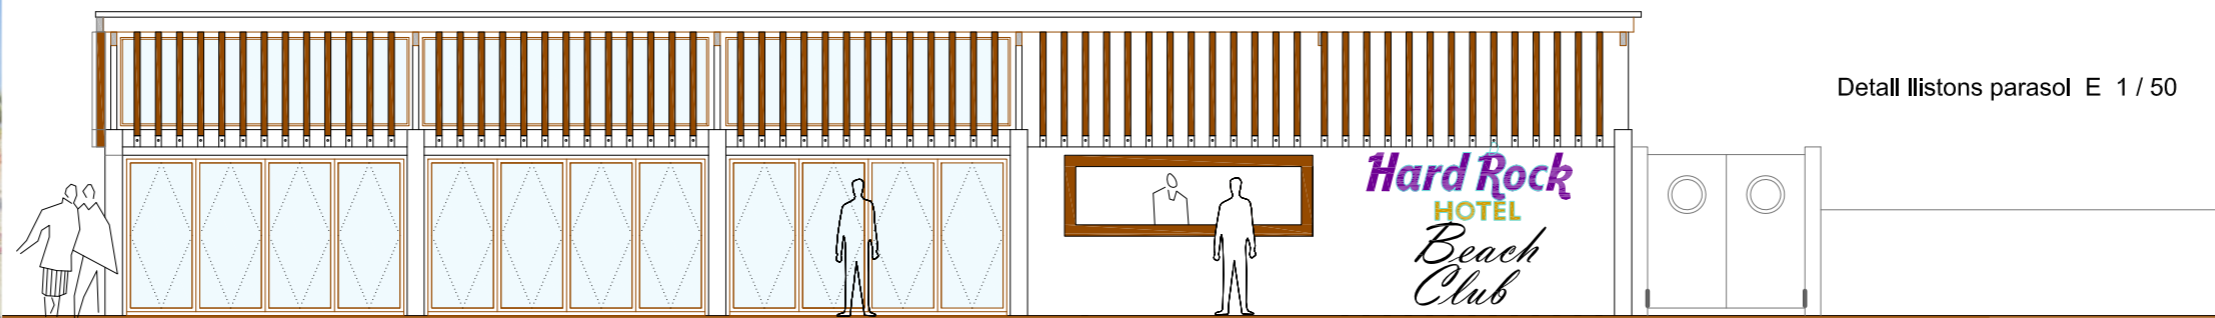 Detall llistons parasol E 1 / 50
Hard Rock
HOTEL
Beach
Club